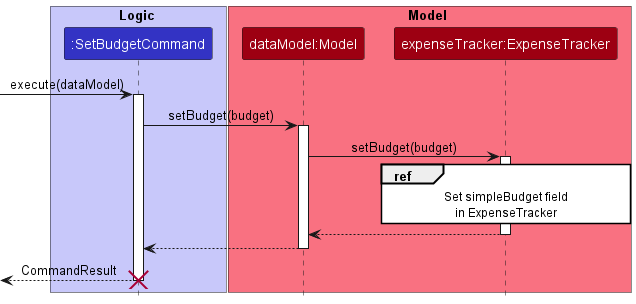 Logic
Model
:SetBudgetCommand
dataModel:Model
expenseTracker:ExpenseTracker
execute(dataModel)
setBudget(budget)
setBudget(budget)
ref
Set simpleBudget field
in ExpenseTracker
CommandResult